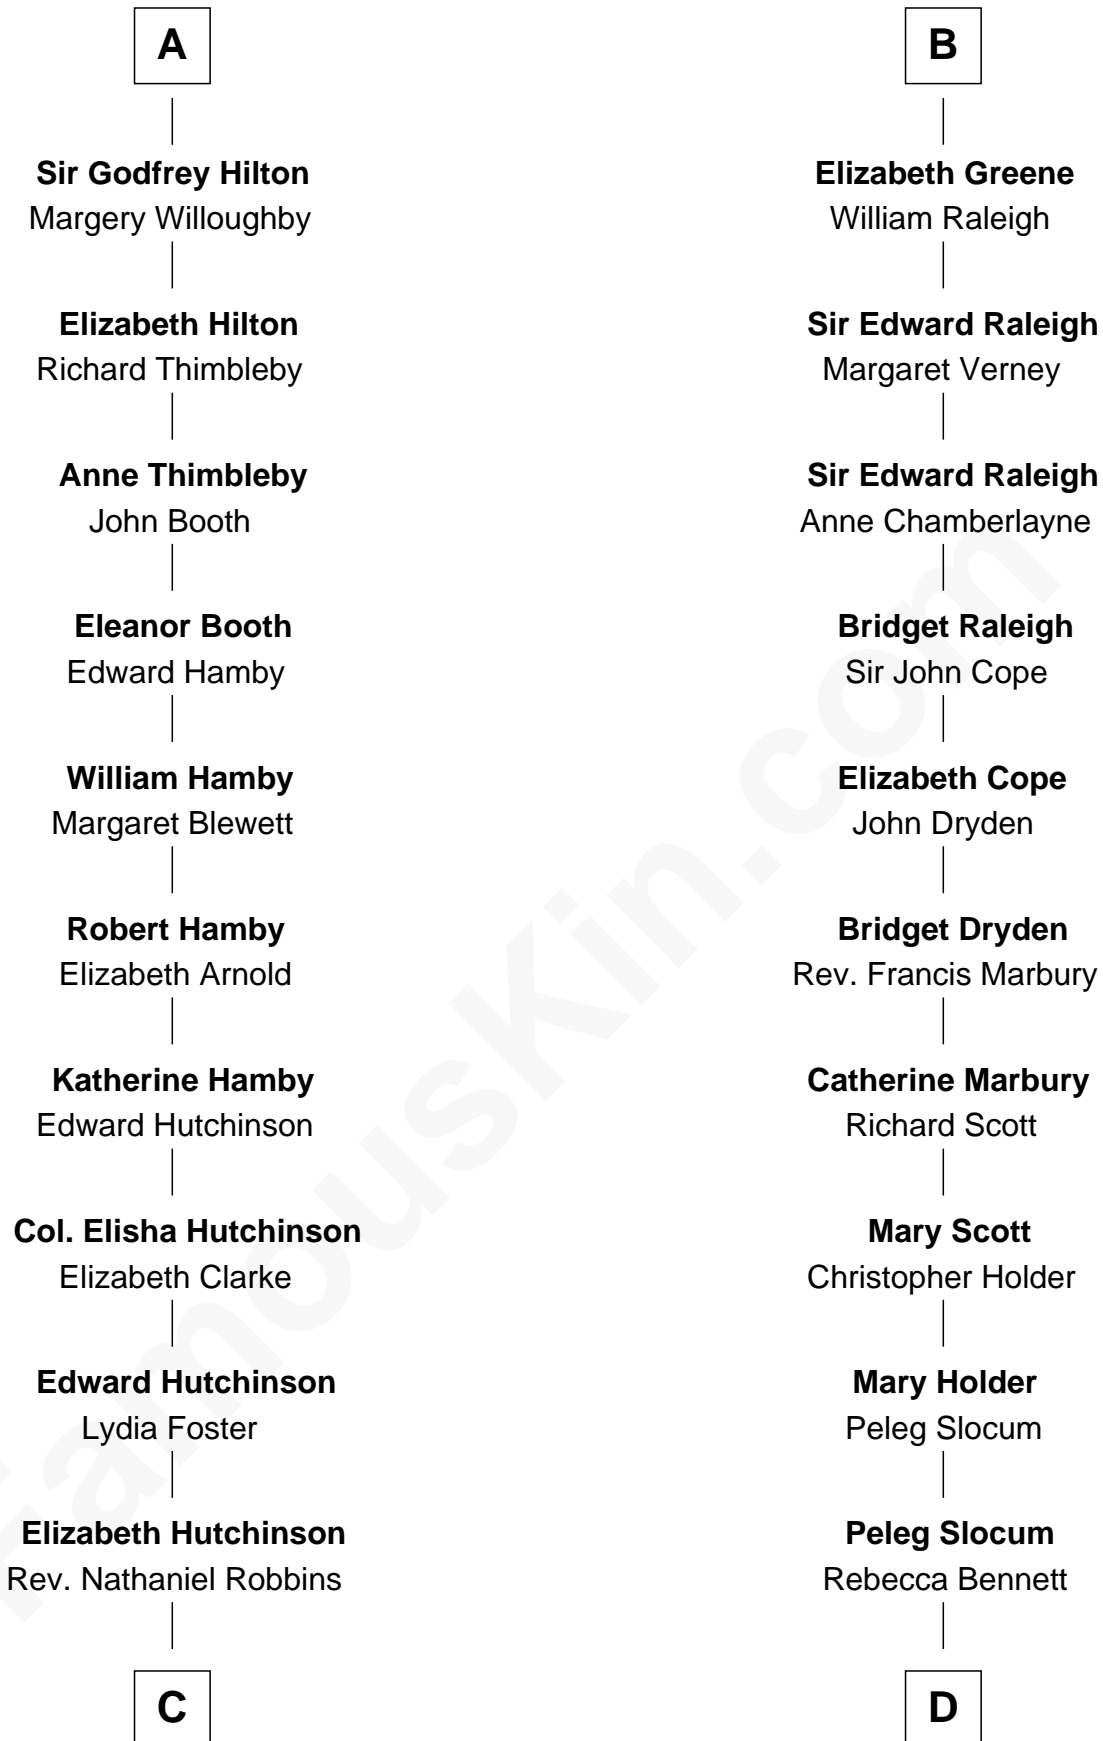 A
Sir Godfrey Hilton
Margery Willoughby
Elizabeth Hilton
Richard Thimbleby
Anne Thimbleby
John Booth
Eleanor Booth
Edward Hamby
William Hamby
Margaret Blewett
Robert Hamby
Elizabeth Arnold
Katherine Hamby
Edward Hutchinson
Col. Elisha Hutchinson
Elizabeth Clarke
Edward Hutchinson
Lydia Foster
Elizabeth Hutchinson
Rev. Nathaniel Robbins
C
B
Elizabeth Greene
William Raleigh
Sir Edward Raleigh
Margaret Verney
Sir Edward Raleigh
Anne Chamberlayne
Bridget Raleigh
Sir John Cope
Elizabeth Cope
John Dryden
Bridget Dryden
Rev. Francis Marbury
Catherine Marbury
Richard Scott
Mary Scott
Christopher Holder
Mary Holder
Peleg Slocum
Peleg Slocum
Rebecca Bennett
D
FamousKin.com